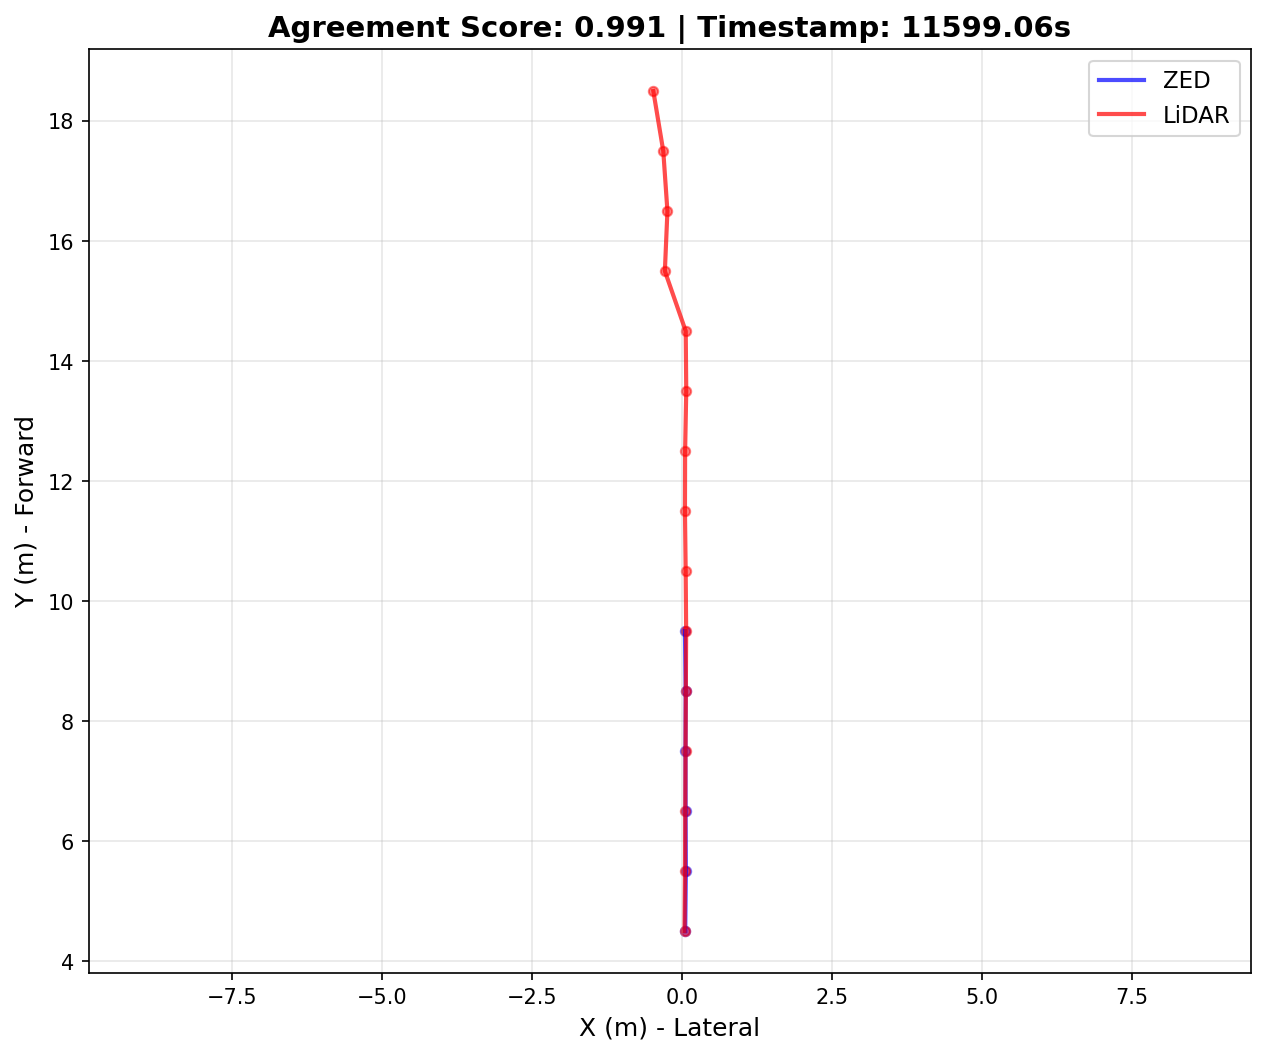 Agreement Score: 0.991 | Timestamp: 11599.06s
ZED
LiDAR
18
16
14
12
10
8
6
4
Y (m) - Forward
−7.5 −5.0 −2.5 0.0 2.5 5.0 7.5
X (m) - Lateral